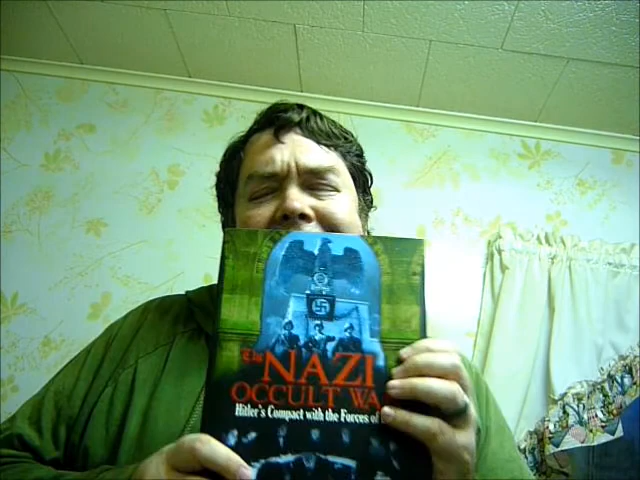 The
NAZI
OCCULT WA
Hitler's Compact with the Forces of